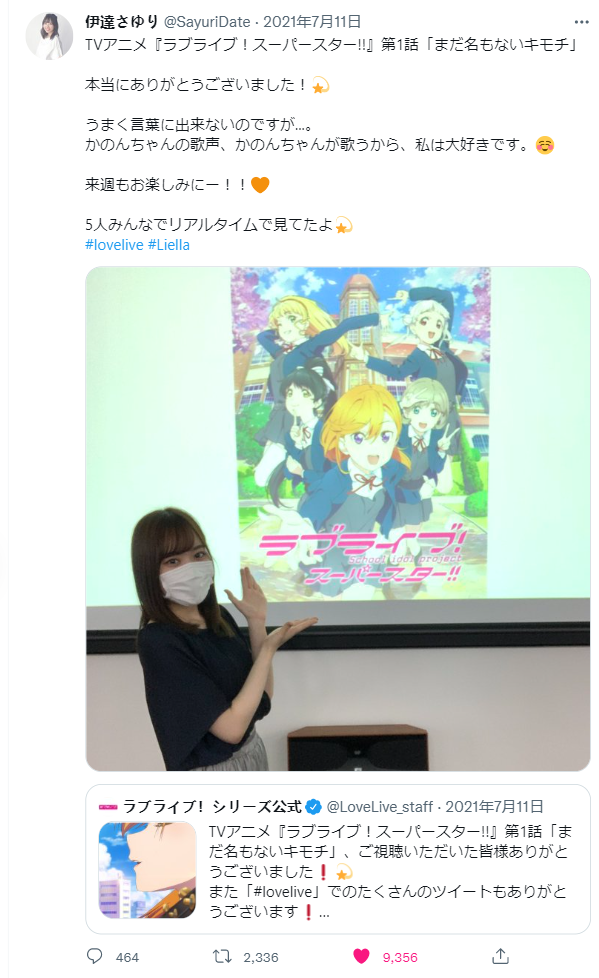 伊達さゆり @SayuriDate · 2021年7月11日
TVアニメ『ラブライブ！スーパースター!!』第1話「まだ名もないキモチ」
本当にありがとうございました！💫
うまく言葉に出来ないのですが…。
かのんちゃんの歌声、かのんちゃんが歌うから、私は大好きです。☺️
来週もお楽しみにー！！🧡
5人みんなでリアルタイムで見てたよ💫
#lovelive #Liella
ラブライブ！
School idol project
スーパースター!!
ラブライブ！シリーズ公式 @LoveLive_staff · 2021年7月11日
TVアニメ『ラブライブ！スーパースター!!』第1話「ま
だ名もないキモチ」、ご視聴いただいた皆様ありがと
うございました❗💫
また「#lovelive」でのたくさんのツイートもありがと
うございます❗...
464
2,336
9,356